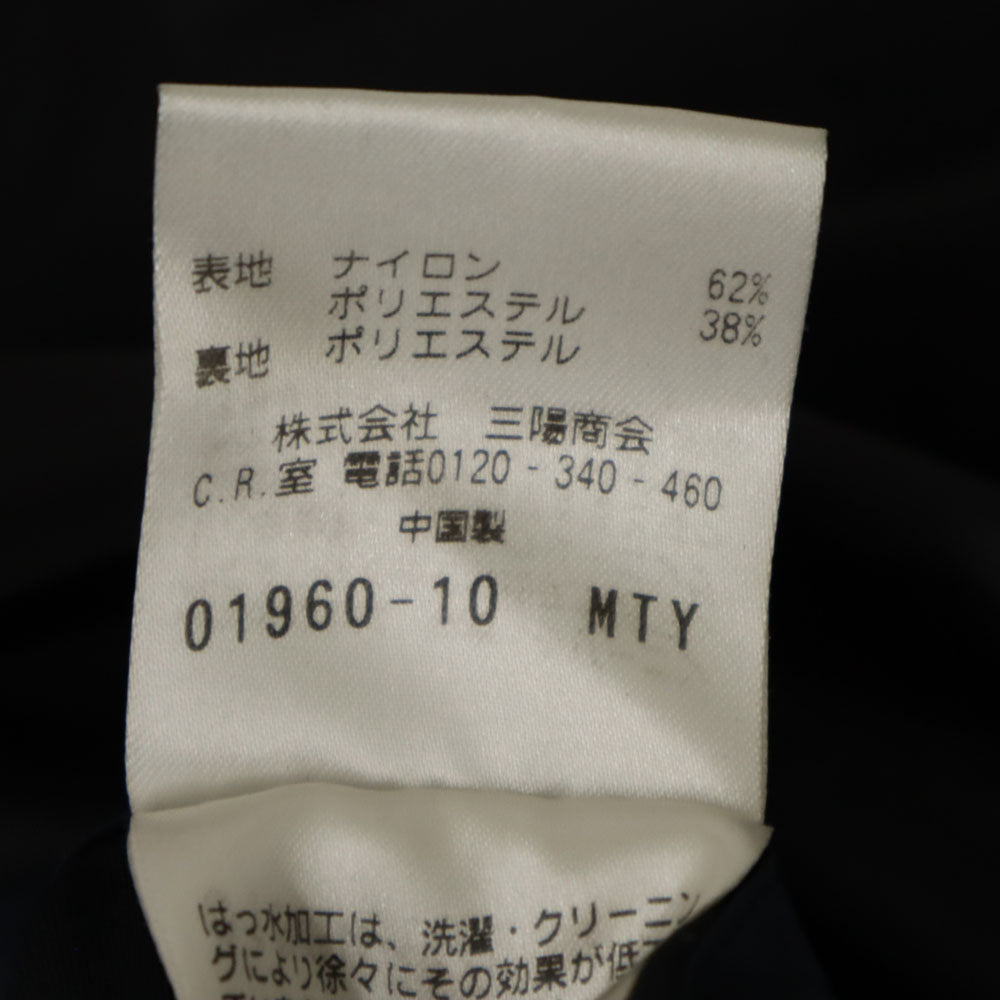 表地 ナイロン 62%
ポリエステル 38%
裏地 ポリエステル
株式会社 三陽商会
C.R.室 電話0120-340-460
中国製
01960-10 MTY
はっ水加工は、洗濯・クリーニン
グにより徐々にその効果が低